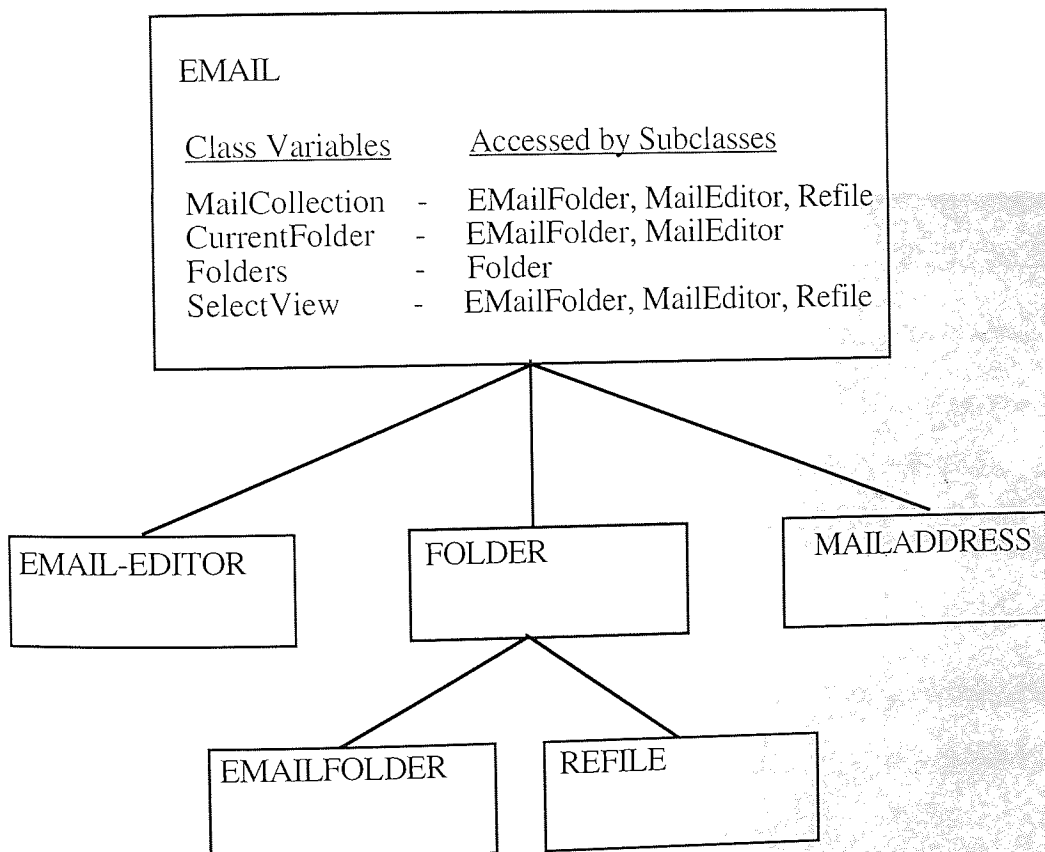 EMAIL
Class Variables Accessed by Subclasses
MailCollection - EMailFolder, MailEditor, Refile
CurrentFolder - EMailFolder, MailEditor
Folders - Folder
SelectView - EMailFolder, MailEditor, Refile
EMAIL-EDITOR
FOLDER
MAILADDRESS
EMAILFOLDER
REFILE